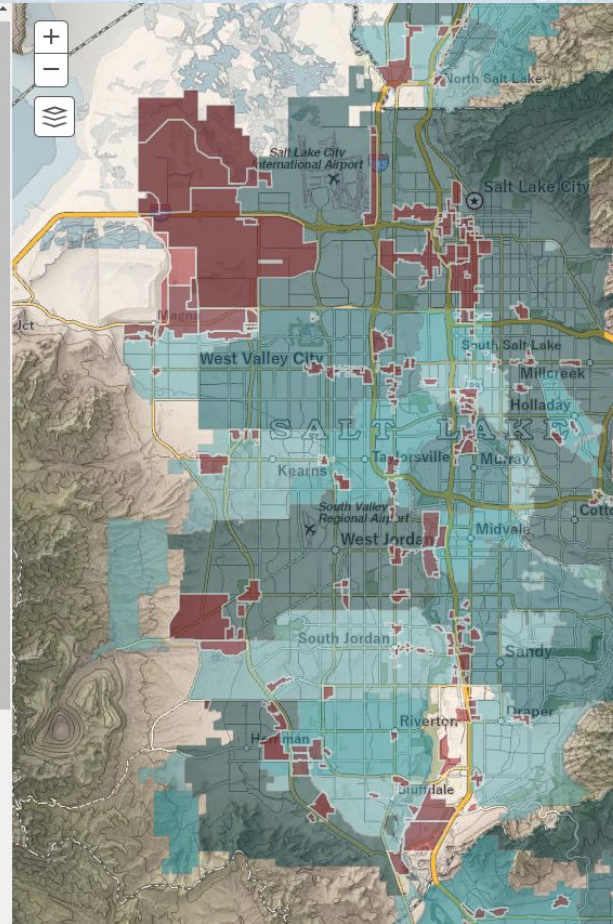 +
−
North Salt Lake
Salt Lake City
International Airport
Salt Lake City
Jct
Magna
South Salt Lake
West Valley City
Millcreek
Holladay
SALT LAKE
Taylorsville
Kearns
Murray
South Valley
Regional Airport
Cotto
West Jordan
Midvale
South Jordan
Sandy
Riverton
Draper
Herriman
Bluffdale